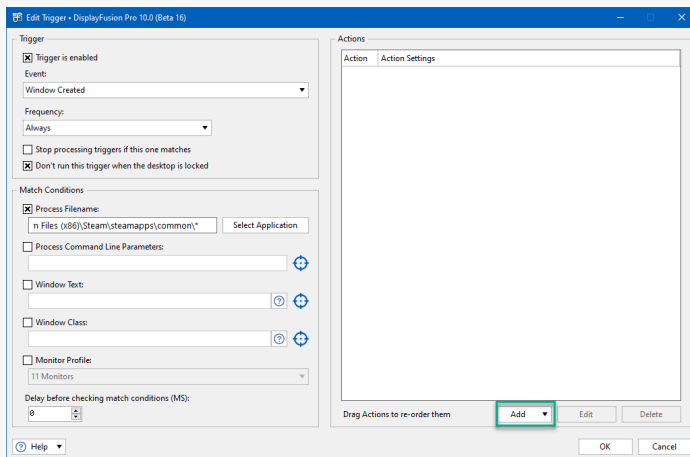 Edit Trigger • DisplayFusion Pro 10.0 (Beta 16)
Trigger
Trigger is enabled
Event:
Window Created
Frequency:
Always
Stop processing triggers if this one matches
Don't run this trigger when the desktop is locked
Match Conditions
Process Filename:
n Files (x86)\Steam\steamapps\common\*
Select Application
Process Command Line Parameters:
Window Text:
Window Class:
Monitor Profile:
11 Monitors
Delay before checking match conditions (MS):
0
Help
Actions
Action Action Settings
Drag Actions to re-order them
Add
Edit
Delete
OK
Cancel